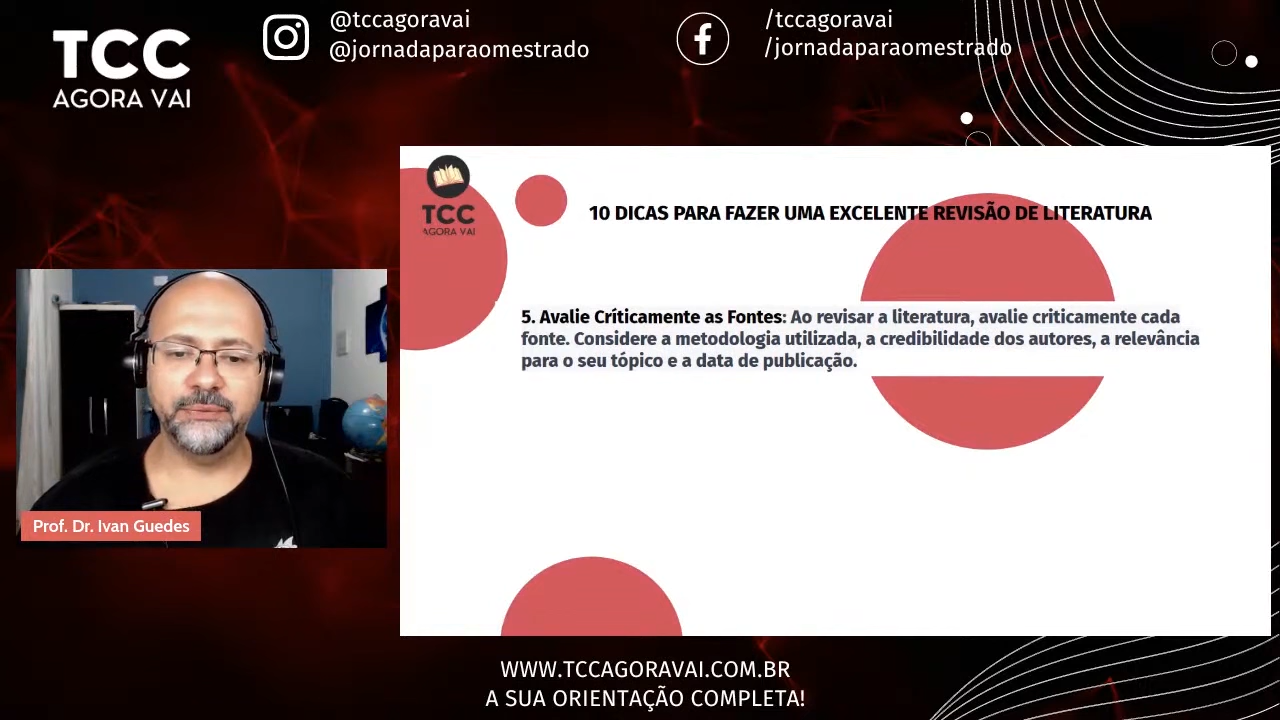 TCC
AGORA VAI
@tccagoravai
@jornadaparaomestrado
/tccagoravai
/jornadaparaomestrado
TCC
AGORA VAI
10 DICAS PARA FAZER UMA EXCELENTE REVISÃO DE LITERATURA
5. Avalie Críticamente as Fontes: Ao revisar a literatura, avalie criticamente cada
fonte. Considere a metodologia utilizada, a credibilidade dos autores, a relevância
para o seu tópico e a data de publicação.
Prof. Dr. Ivan Guedes
WWW.TCCAGORAVAI.COM.BR
A SUA ORIENTAÇÃO COMPLETA!